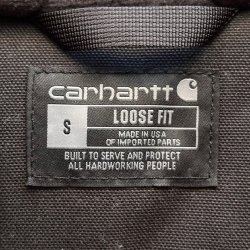 carhartt
S
LOOSE FIT
MADE IN USA
OF IMPORTED PARTS
BUILT TO SERVE AND PROTECT
ALL HARDWORKING PEOPLE